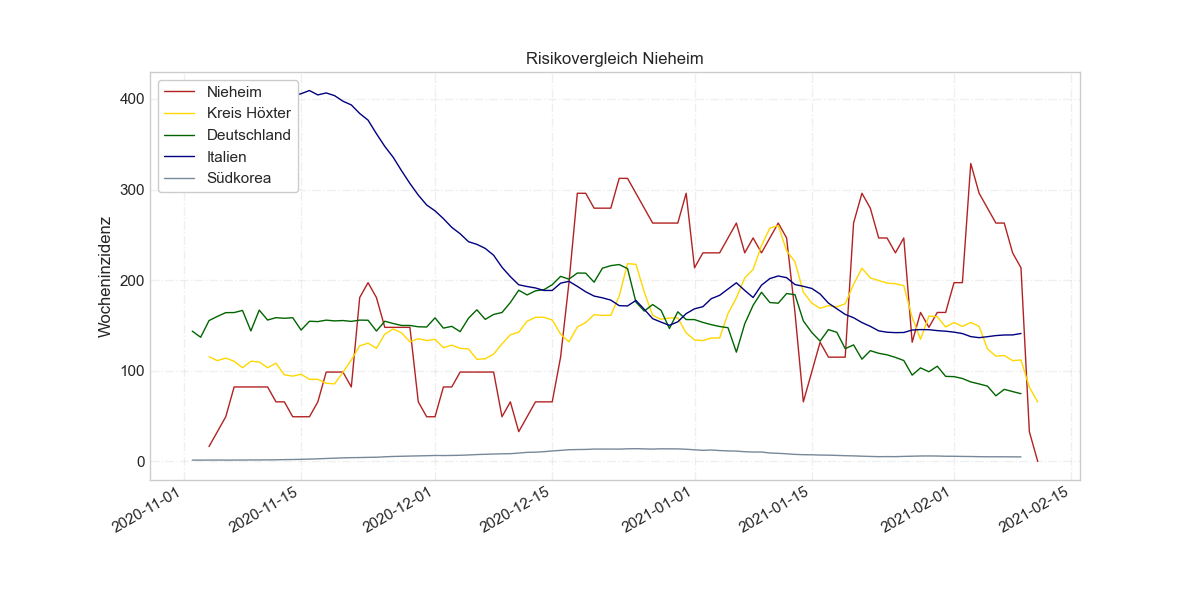 Risikovergleich Nieheim
Nieheim
Kreis Höxter
Deutschland
Italien
Südkorea
Wocheninzidenz
400
300
200
100
0
2020-11-01
2020-11-15
2020-12-01
2020-12-15
2021-01-01
2021-01-15
2021-02-01
2021-02-15